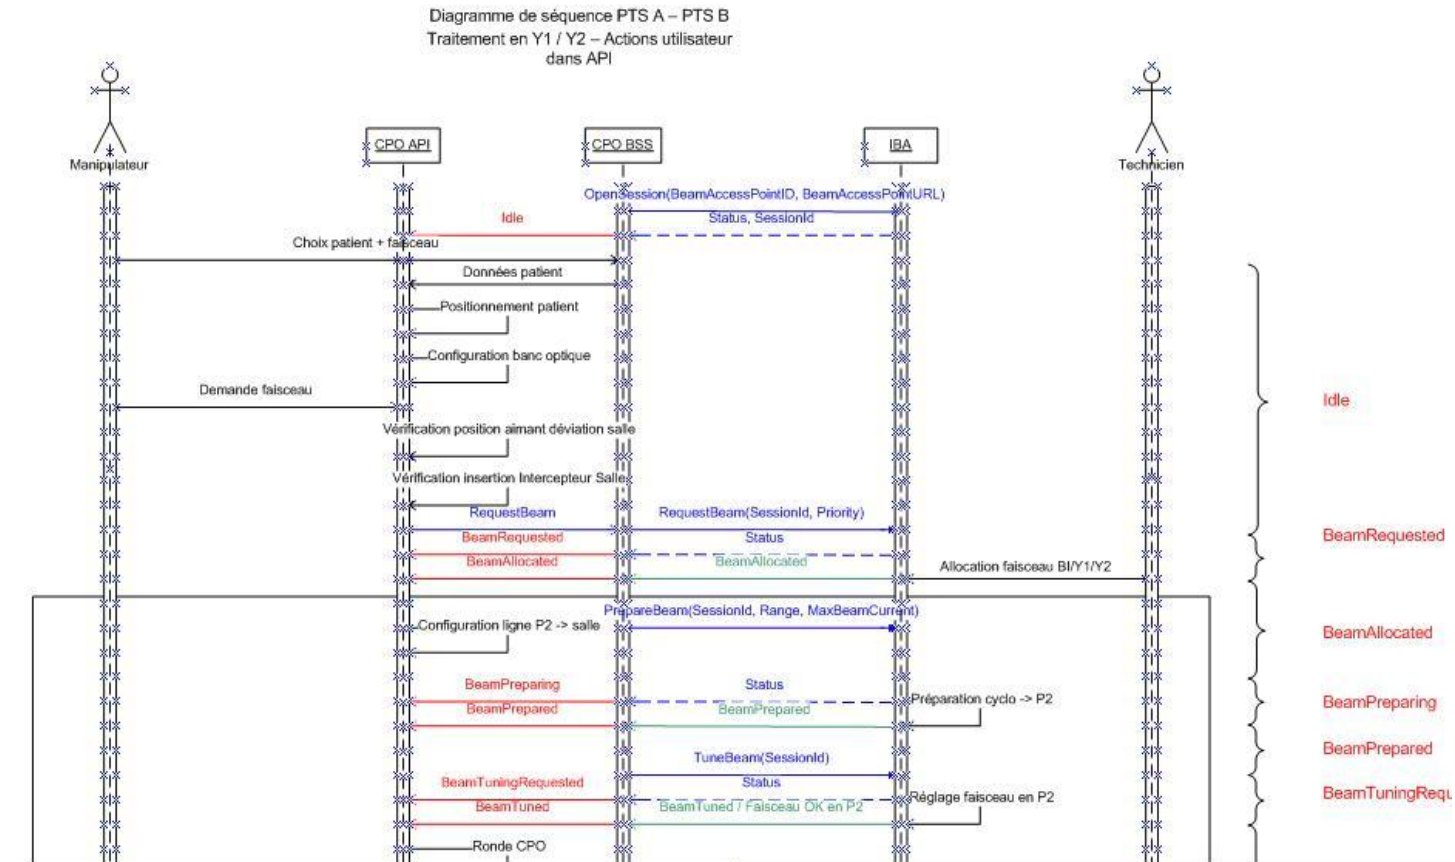 Diagramme de séquence PTS A – PTS B
Traitement en Y1 / Y2 – Actions utilisateur
dans API
CPO API
CPO BSS
IBA
Manipulateur
Technicien
OpenSession(BeamAccessPointID, BeamAccessPointURL)
Idle
Status, SessionId
Choix patient + faisceau
Données patient
Positionnement patient
Configuration banc optique
Demande faisceau
Idle
Vérification position aimant déviation salle
Vérification insertion Intercepteur Salle
RequestBeam
RequestBeam(SessionId, Priority)
BeamRequested
Status
BeamRequested
BeamAllocated
BeamAllocated
Allocation faisceau BI/Y1/Y2
PrepareBeam(SessionId, Range, MaxBeamCurrent)
Configuration ligne P2 -> salle
BeamAllocated
BeamPreparing
Status
Préparation cyclo -> P2
BeamPreparing
BeamPrepared
BeamPrepared
BeamPrepared
TuneBeam(SessionId)
BeamTuningRequested
Status
Réglage faisceau en P2
BeamTuningRequ
BeamTuned
BeamTuned / Faisceau OK en P2
Ronde CPO